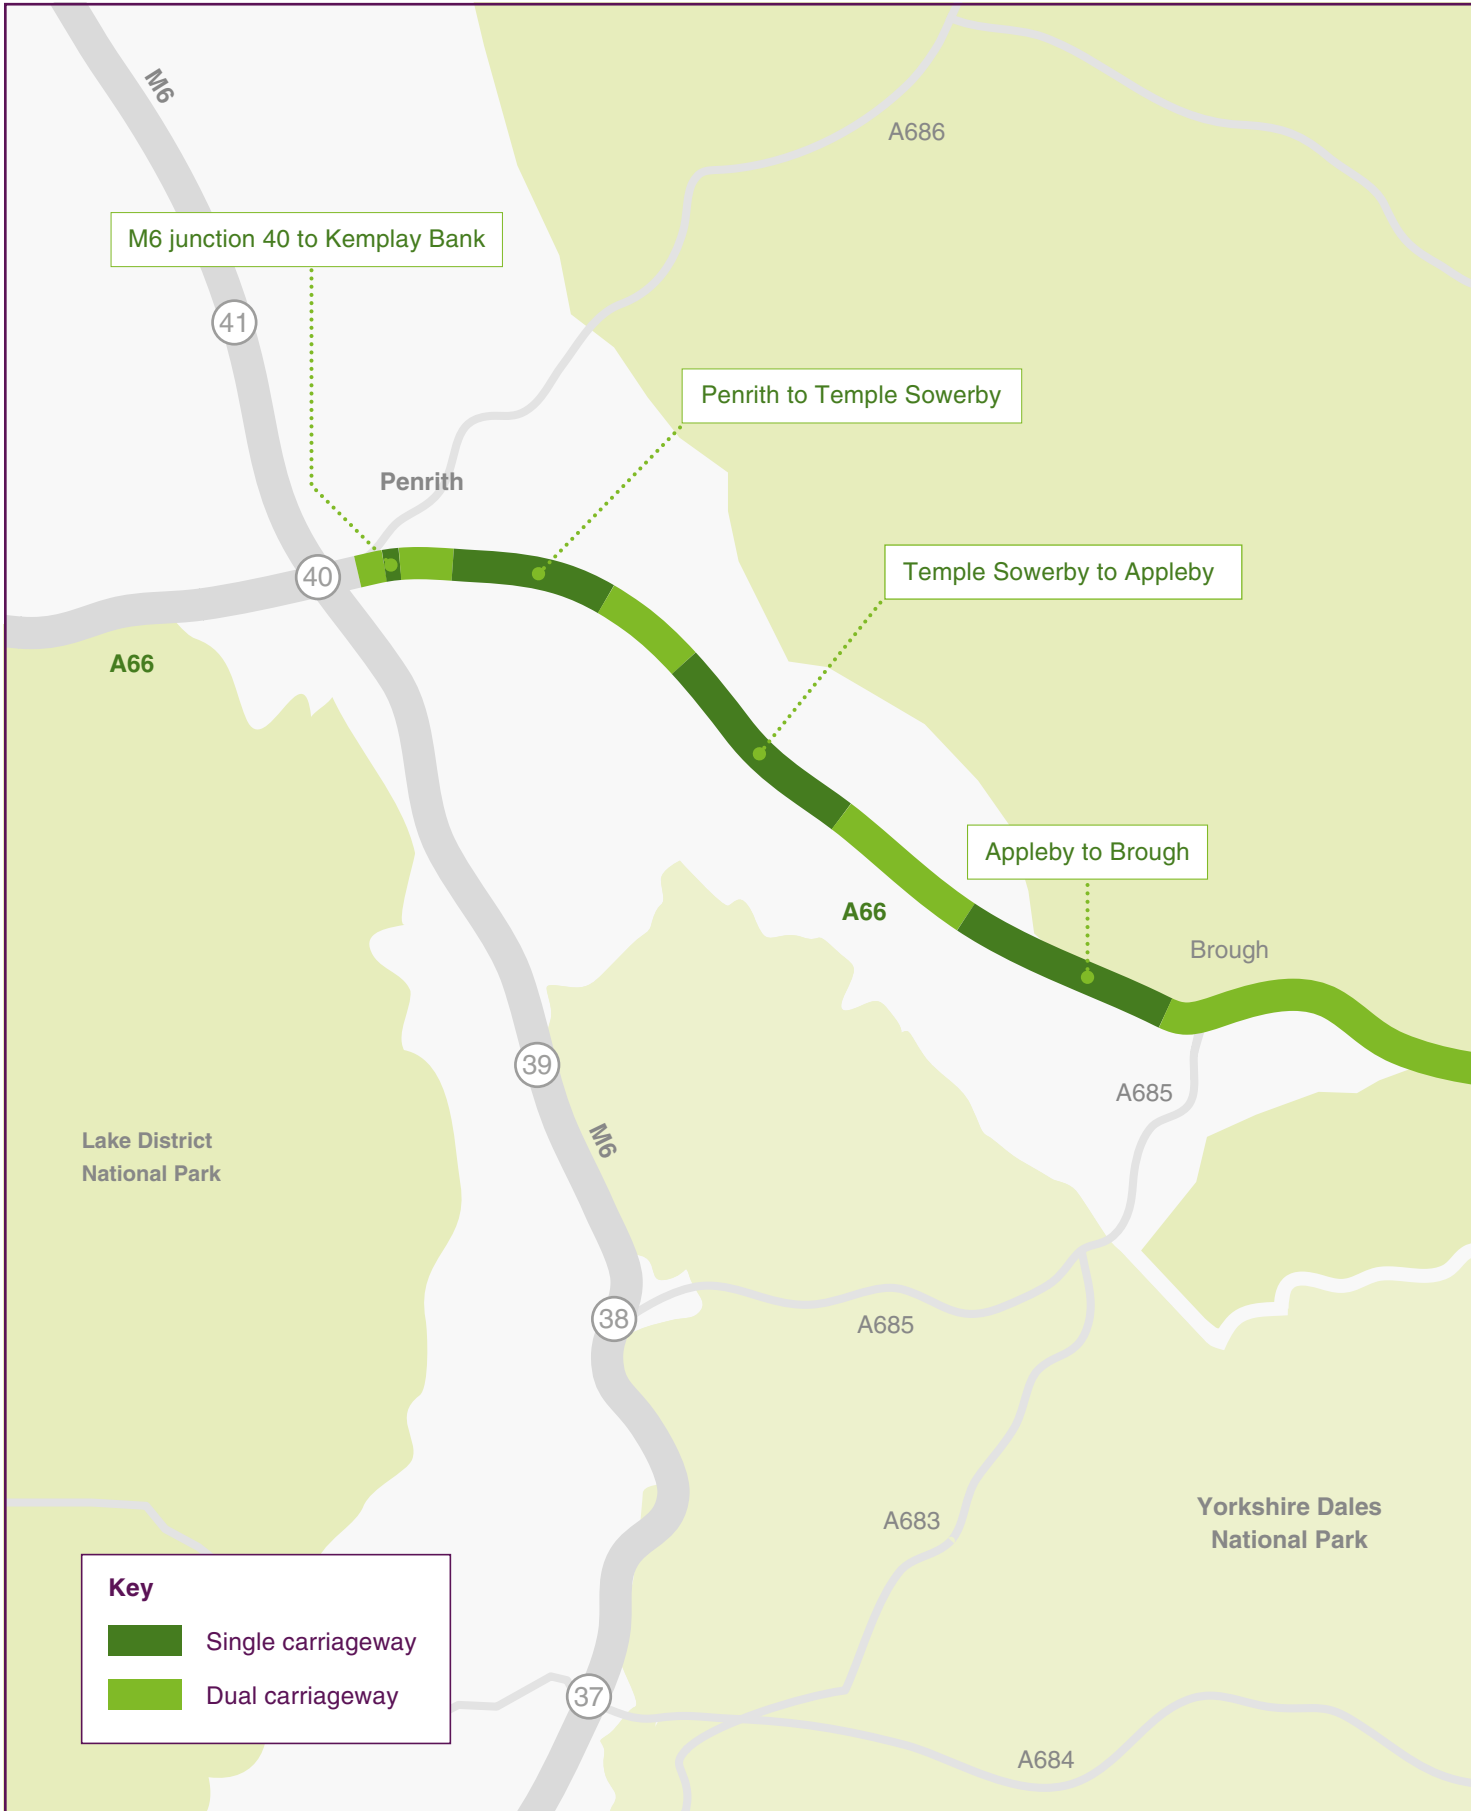 M6
A686
M6 junction 40 to Kemplay Bank
41
Penrith to Temple Sowerby
Penrith
Temple Sowerby to Appleby
40
A66
Appleby to Brough
A66
Brough
39
A685
M6
Lake District
National Park
38
A685
Yorkshire Dales
National Park
A683
Key
Single carriageway
Dual carriageway
37
A684